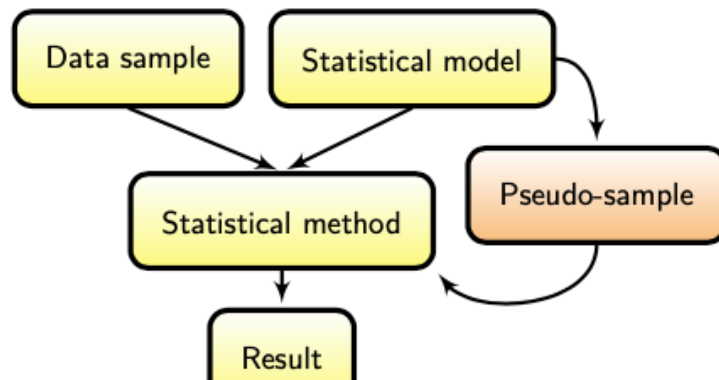 Data sample
Statistical model
Pseudo-sample
Statistical method
Result